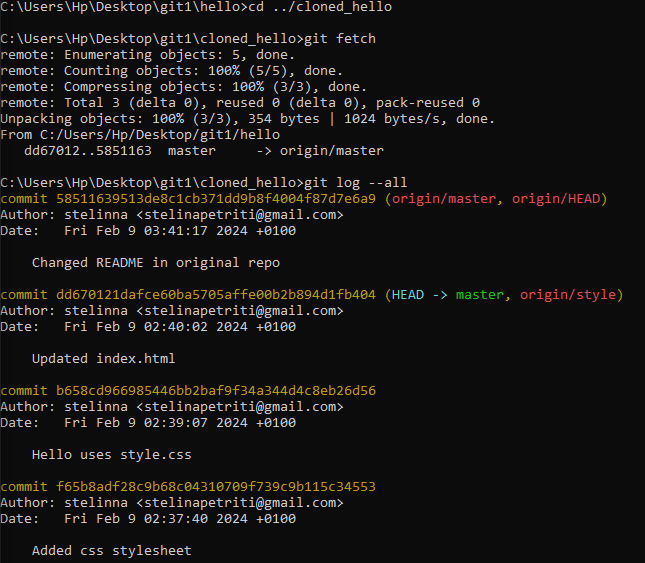 C:\Users\Hp\Desktop\git1\hello>cd ../cloned_hello
C:\Users\Hp\Desktop\git1\cloned_hello>git fetch
remote: Enumerating objects: 5, done.
remote: Counting objects: 100% (5/5), done.
remote: Compressing objects: 100% (3/3), done.
remote: Total 3 (delta 0), reused 0 (delta 0), pack-reused 0
Unpacking objects: 100% (3/3), 354 bytes | 1024 bytes/s, done.
From C:/Users/Hp/Desktop/git1/hello
   dd67012..5851163  master     -> origin/master
C:\Users\Hp\Desktop\git1\cloned_hello>git log --all
commit 58511639513de8c1cb371dd9b8f4004f87d7e6a9 (origin/master, origin/HEAD)
Author: stelinna <stelinapetriti@gmail.com>
Date:   Fri Feb 9 03:41:17 2024 +0100
    Changed README in original repo
commit dd670121dafce60ba5705affe00b2b894d1fb404 (HEAD -> master, origin/style)
Author: stelinna <stelinapetriti@gmail.com>
Date:   Fri Feb 9 02:40:02 2024 +0100
    Updated index.html
commit b658cd966985446bb2baf9f34a344d4c8eb26d56
Author: stelinna <stelinapetriti@gmail.com>
Date:   Fri Feb 9 02:39:07 2024 +0100
    Hello uses style.css
commit f65b8adf28c9b68c04310709f739c9b115c34553
Author: stelinna <stelinapetriti@gmail.com>
Date:   Fri Feb 9 02:37:40 2024 +0100
    Added css stylesheet